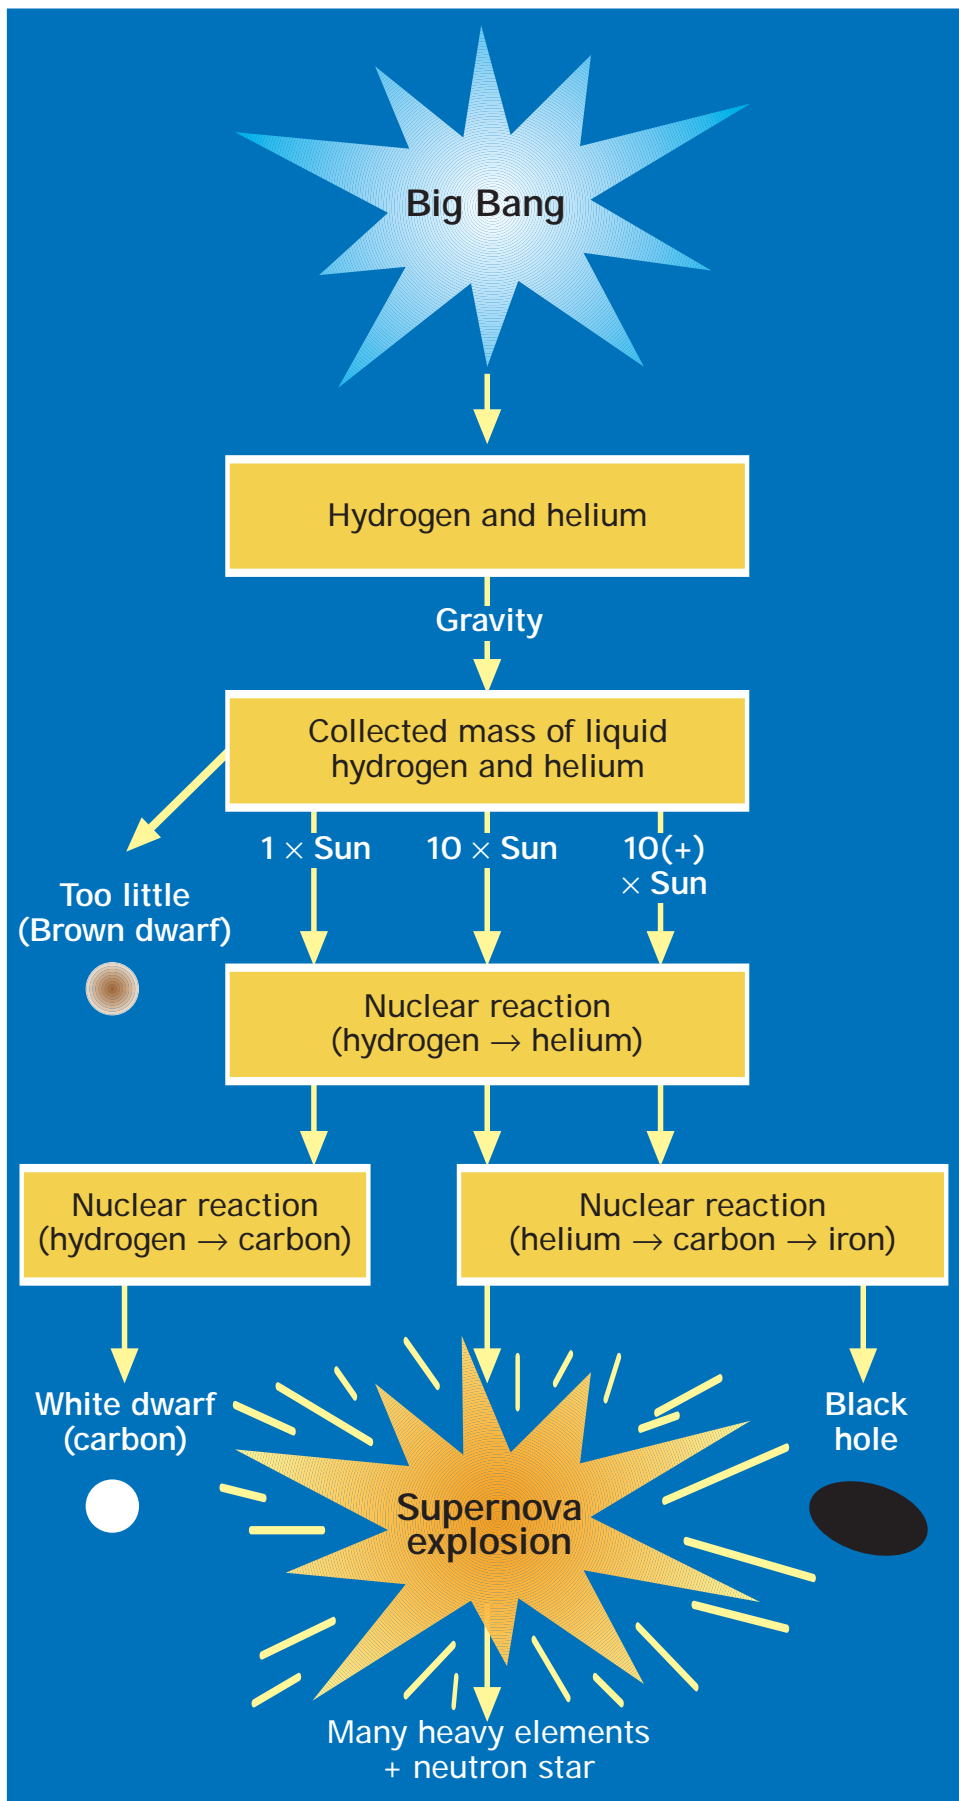 Big Bang
Hydrogen and helium
Gravity
Collected mass of liquid
hydrogen and helium
1 × Sun
10 × Sun
10(+)
× Sun
Too little
(Brown dwarf)
Nuclear reaction
(hydrogen → helium)
Nuclear reaction
(hydrogen → carbon)
Nuclear reaction
(helium → carbon → iron)
White dwarf
(carbon)
Black
hole
Supernova
explosion
Many heavy elements
+ neutron star